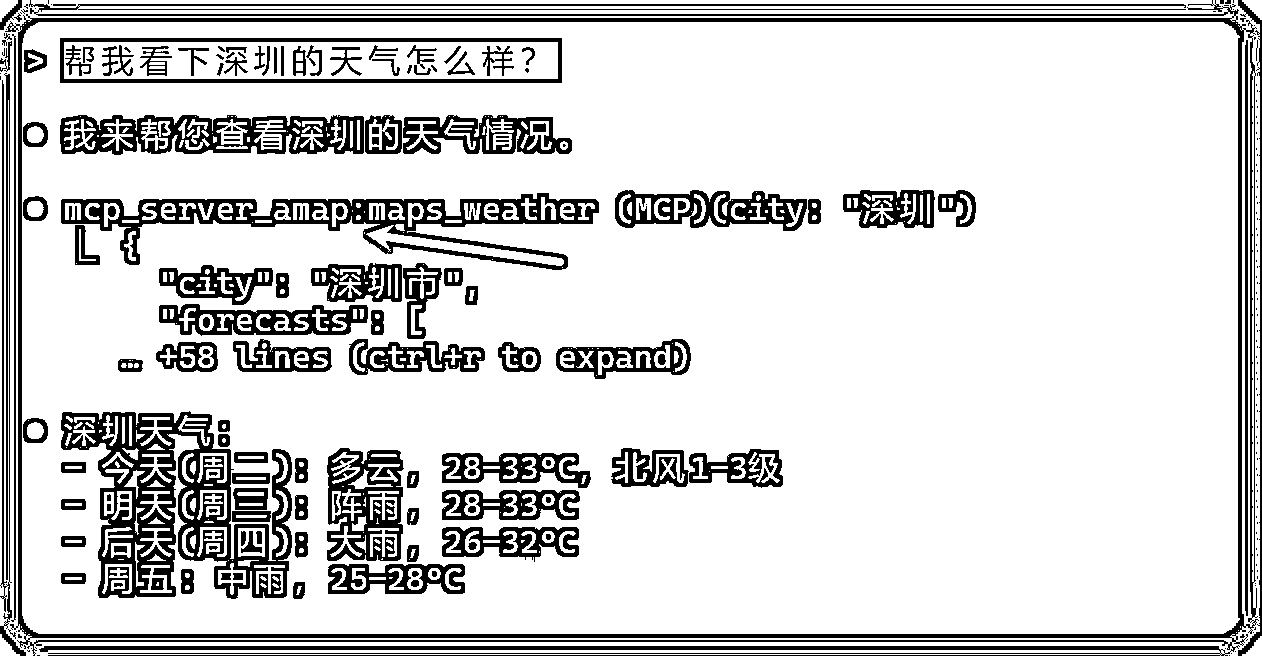 > 帮我看下深圳的天气怎么样?
○ 我来帮您查看深圳的天气情况。
○ mcp_server_amap:maps_weather (MCP)(city: "深圳")
└ {
"city": "深圳市",
"forecasts": [
… +58 lines (ctrl+r to expand)
○ 深圳天气:
- 今天(周二): 多云, 28-33°C, 北风1-3级
- 明天(周三): 阵雨, 28-33°C
- 后天(周四): 大雨, 26-32°C
- 周五: 中雨, 25-28°C